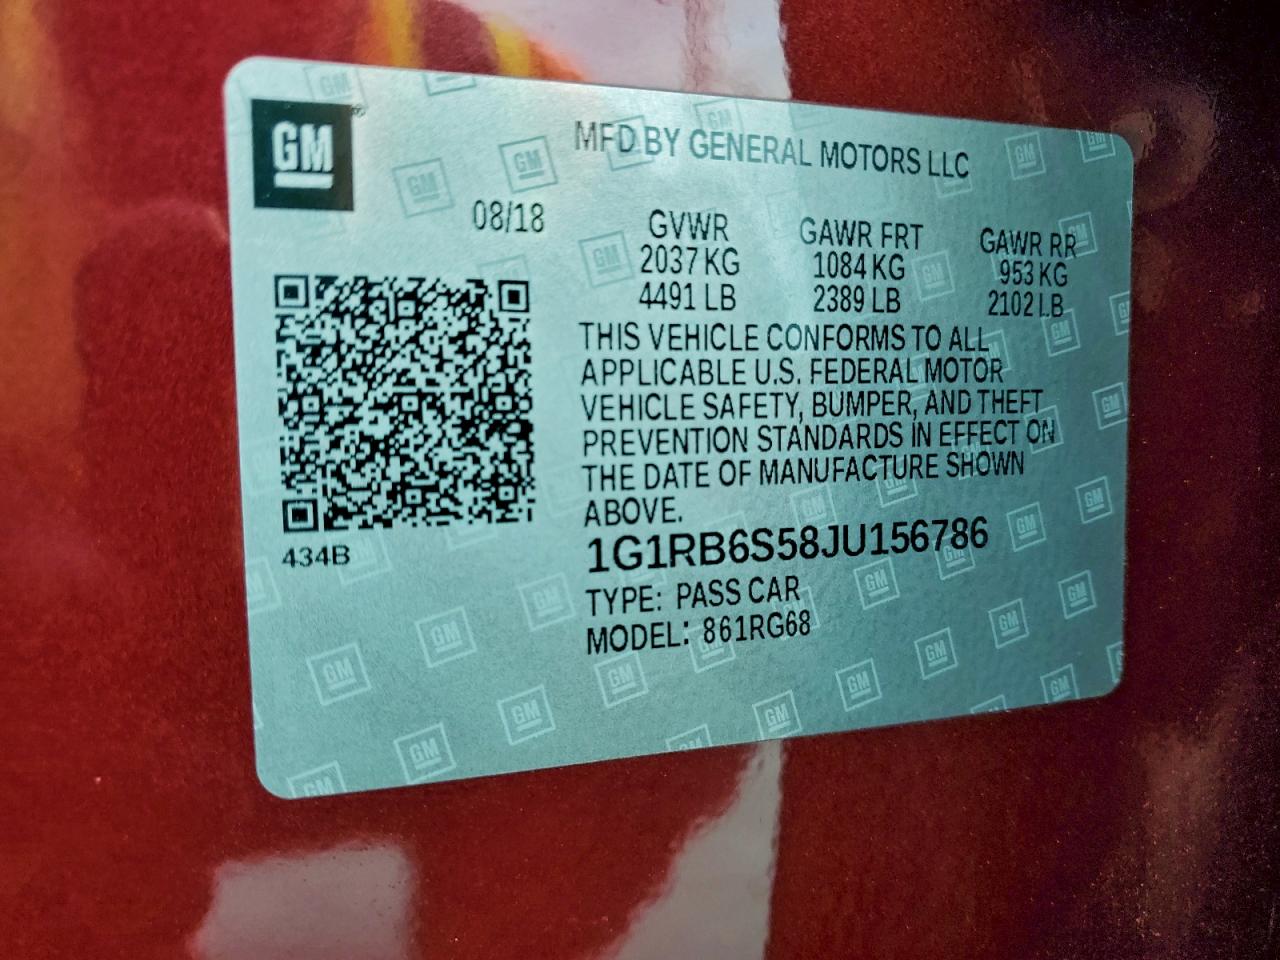 GM
MFD BY GENERAL MOTORS LLC
08/18
GVWR GAWR FRT GAWR RR
2037 KG 1084 KG 953 KG
4491 LB 2389 LB 2102 LB
THIS VEHICLE CONFORMS TO ALL
APPLICABLE U.S. FEDERAL MOTOR
VEHICLE SAFETY, BUMPER, AND THEFT
PREVENTION STANDARDS IN EFFECT ON
THE DATE OF MANUFACTURE SHOWN
ABOVE.
434B
1G1RB6S58JU156786
TYPE: PASS CAR
MODEL: 861RG68